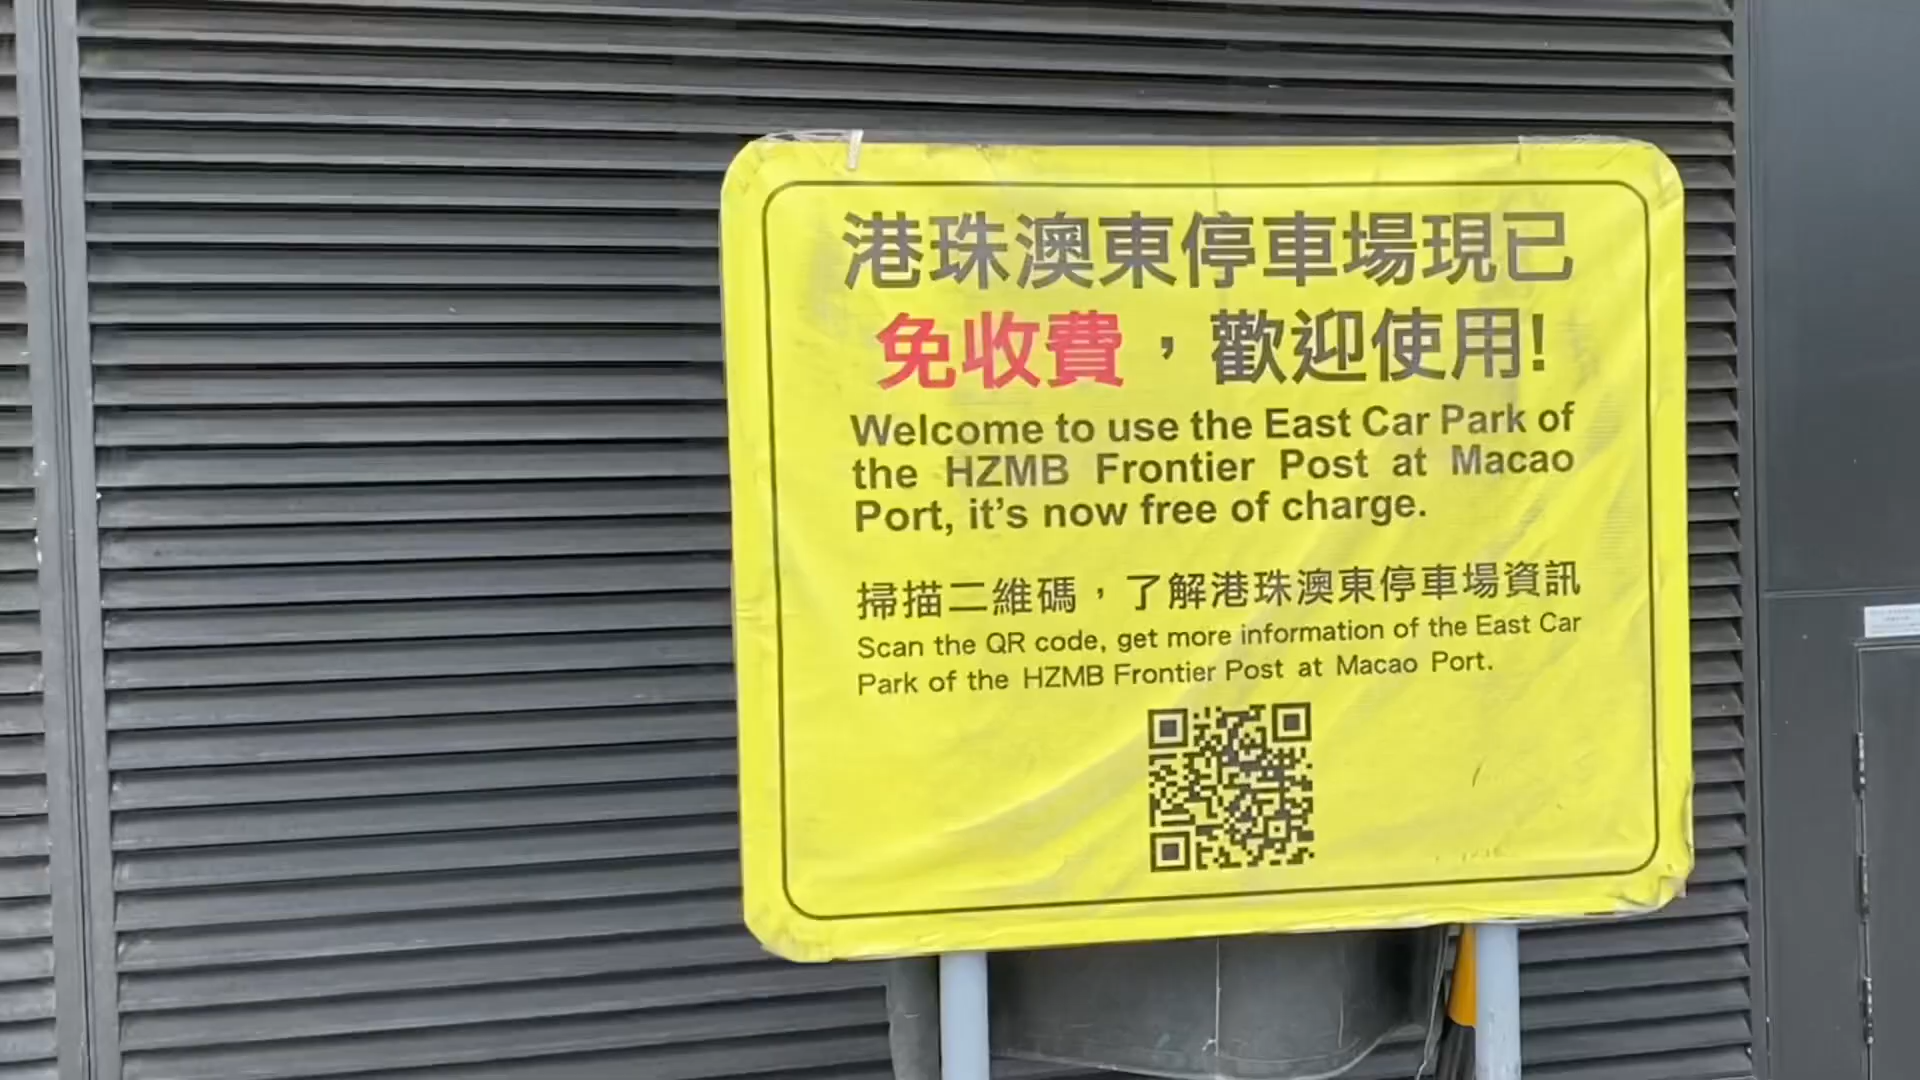 港珠澳東停車場現已
免收費，歡迎使用!
Welcome to use the East Car Park of
the HZMB Frontier Post at Macao
Port, it's now free of charge.
掃描二維碼，了解港珠澳東停車場資訊
Scan the QR code, get more information of the East Car
Park of the HZMB Frontier Post at Macao Port.